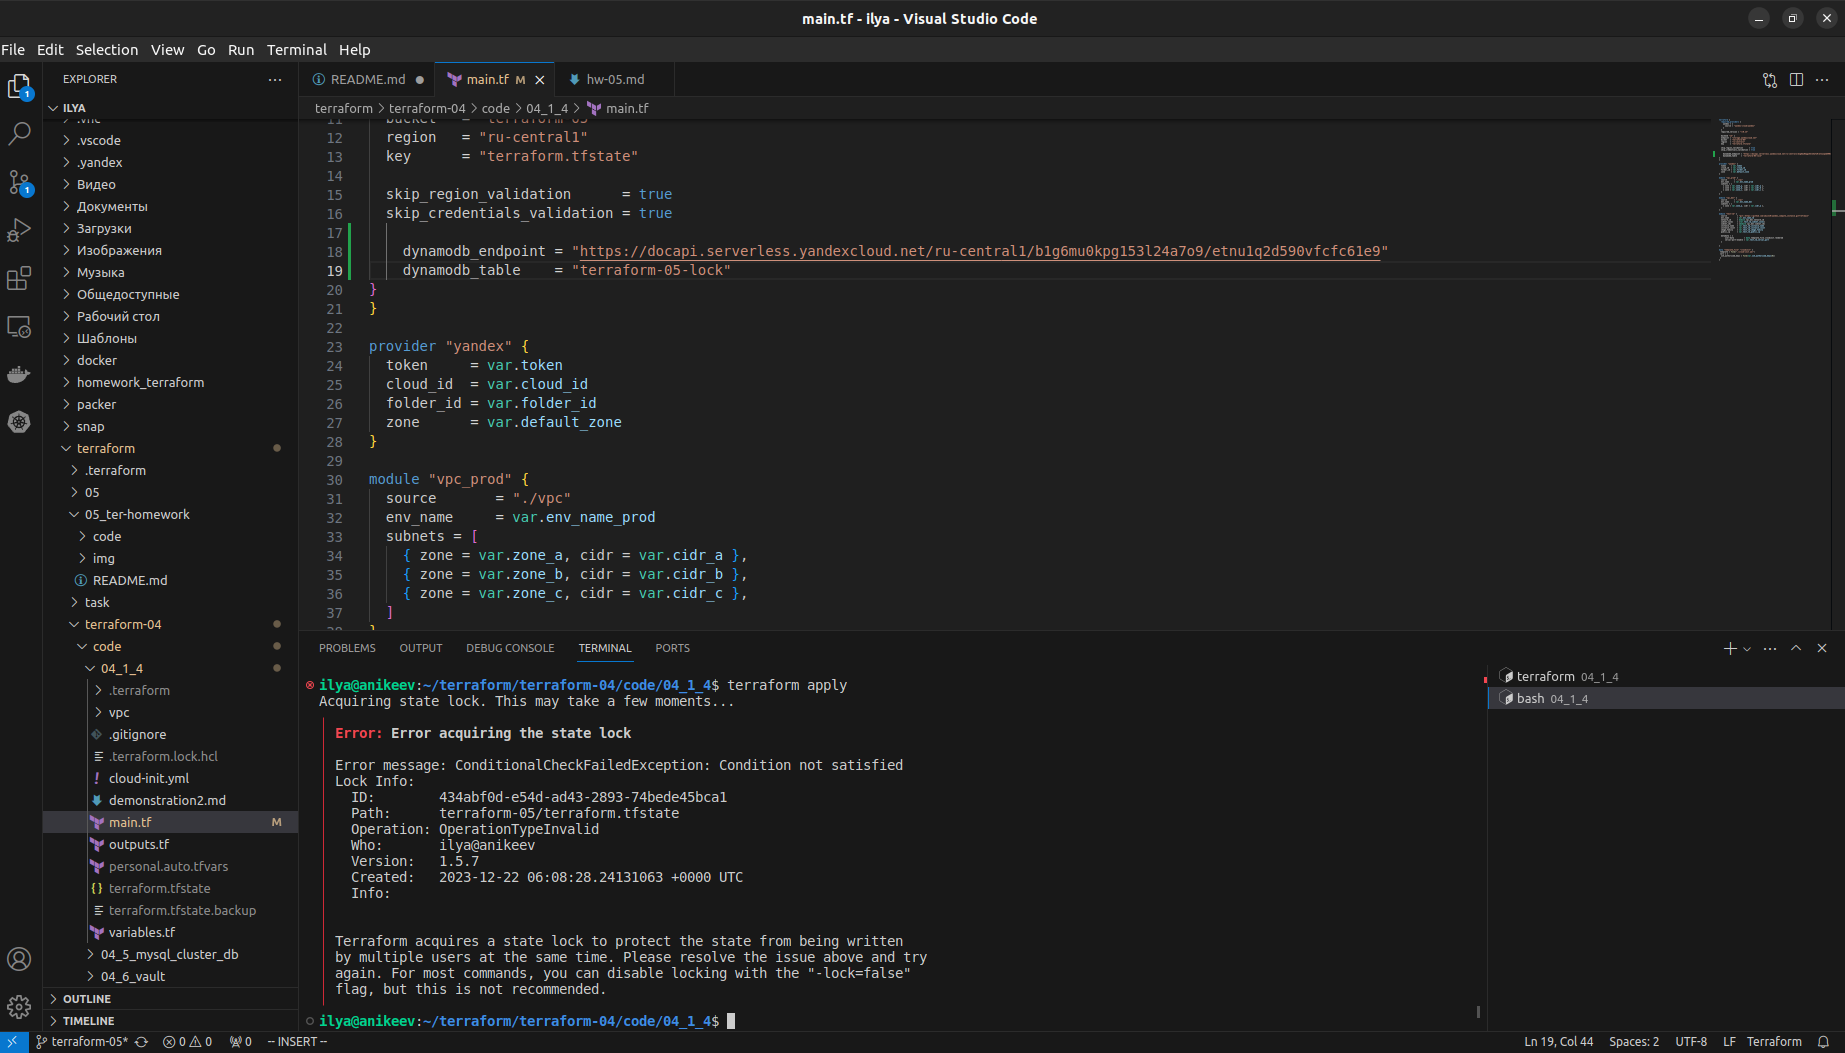 main.tf - ilya - Visual Studio Code
File Edit Selection View Go Run Terminal Help
EXPLORER
ILYA
.vnc
.vscode
.yandex
Видео
Документы
Загрузки
Изображения
Музыка
Общедоступные
Рабочий стол
Шаблоны
docker
homework_terraform
packer
snap
terraform
.terraform
05
05_ter-homework
code
img
README.md
task
terraform-04
code
04_1_4
.terraform
vpc
.gitignore
.terraform.lock.hcl
cloud-init.yml
demonstration2.md
main.tf M
outputs.tf
personal.auto.tfvars
terraform.tfstate
terraform.tfstate.backup
variables.tf
04_5_mysql_cluster_db
04_6_vault
OUTLINE
TIMELINE
README.md
main.tf M
hw-05.md
terraform > terraform-04 > code > 04_1_4 > main.tf
11 bucket = "terraform-05"
12 region = "ru-central1"
13 key = "terraform.tfstate"
14
15 skip_region_validation = true
16 skip_credentials_validation = true
17
18 dynamodb_endpoint = "https://docapi.serverless.yandexcloud.net/ru-central1/b1g6mu0kpg153l24a7o9/etnu1q2d590vfcfc61e9"
19 dynamodb_table = "terraform-05-lock"
20 }
21 }
22
23 provider "yandex" {
24 token = var.token
25 cloud_id = var.cloud_id
26 folder_id = var.folder_id
27 zone = var.default_zone
28 }
29
30 module "vpc_prod" {
31 source = "./vpc"
32 env_name = var.env_name_prod
33 subnets = [
34 { zone = var.zone_a, cidr = var.cidr_a },
35 { zone = var.zone_b, cidr = var.cidr_b },
36 { zone = var.zone_c, cidr = var.cidr_c },
37 ]
38 }
PROBLEMS OUTPUT DEBUG CONSOLE TERMINAL PORTS
ilya@anikeev:~/terraform/terraform-04/code/04_1_4$ terraform apply
Acquiring state lock. This may take a few moments...
Error: Error acquiring the state lock
Error message: ConditionalCheckFailedException: Condition not satisfied
Lock Info:
ID: 434abf0d-e54d-ad43-2893-74bede45bca1
Path: terraform-05/terraform.tfstate
Operation: OperationTypeInvalid
Who: ilya@anikeev
Version: 1.5.7
Created: 2023-12-22 06:08:28.24131063 +0000 UTC
Info:
Terraform acquires a state lock to protect the state from being written
by multiple users at the same time. Please resolve the issue above and try
again. For most commands, you can disable locking with the "-lock=false"
flag, but this is not recommended.
ilya@anikeev:~/terraform/terraform-04/code/04_1_4$
terraform 04_1_4
bash 04_1_4
1
1
terraform-05* 0 0 0 -- INSERT -- Ln 19, Col 44 Spaces: 2 UTF-8 LF Terraform